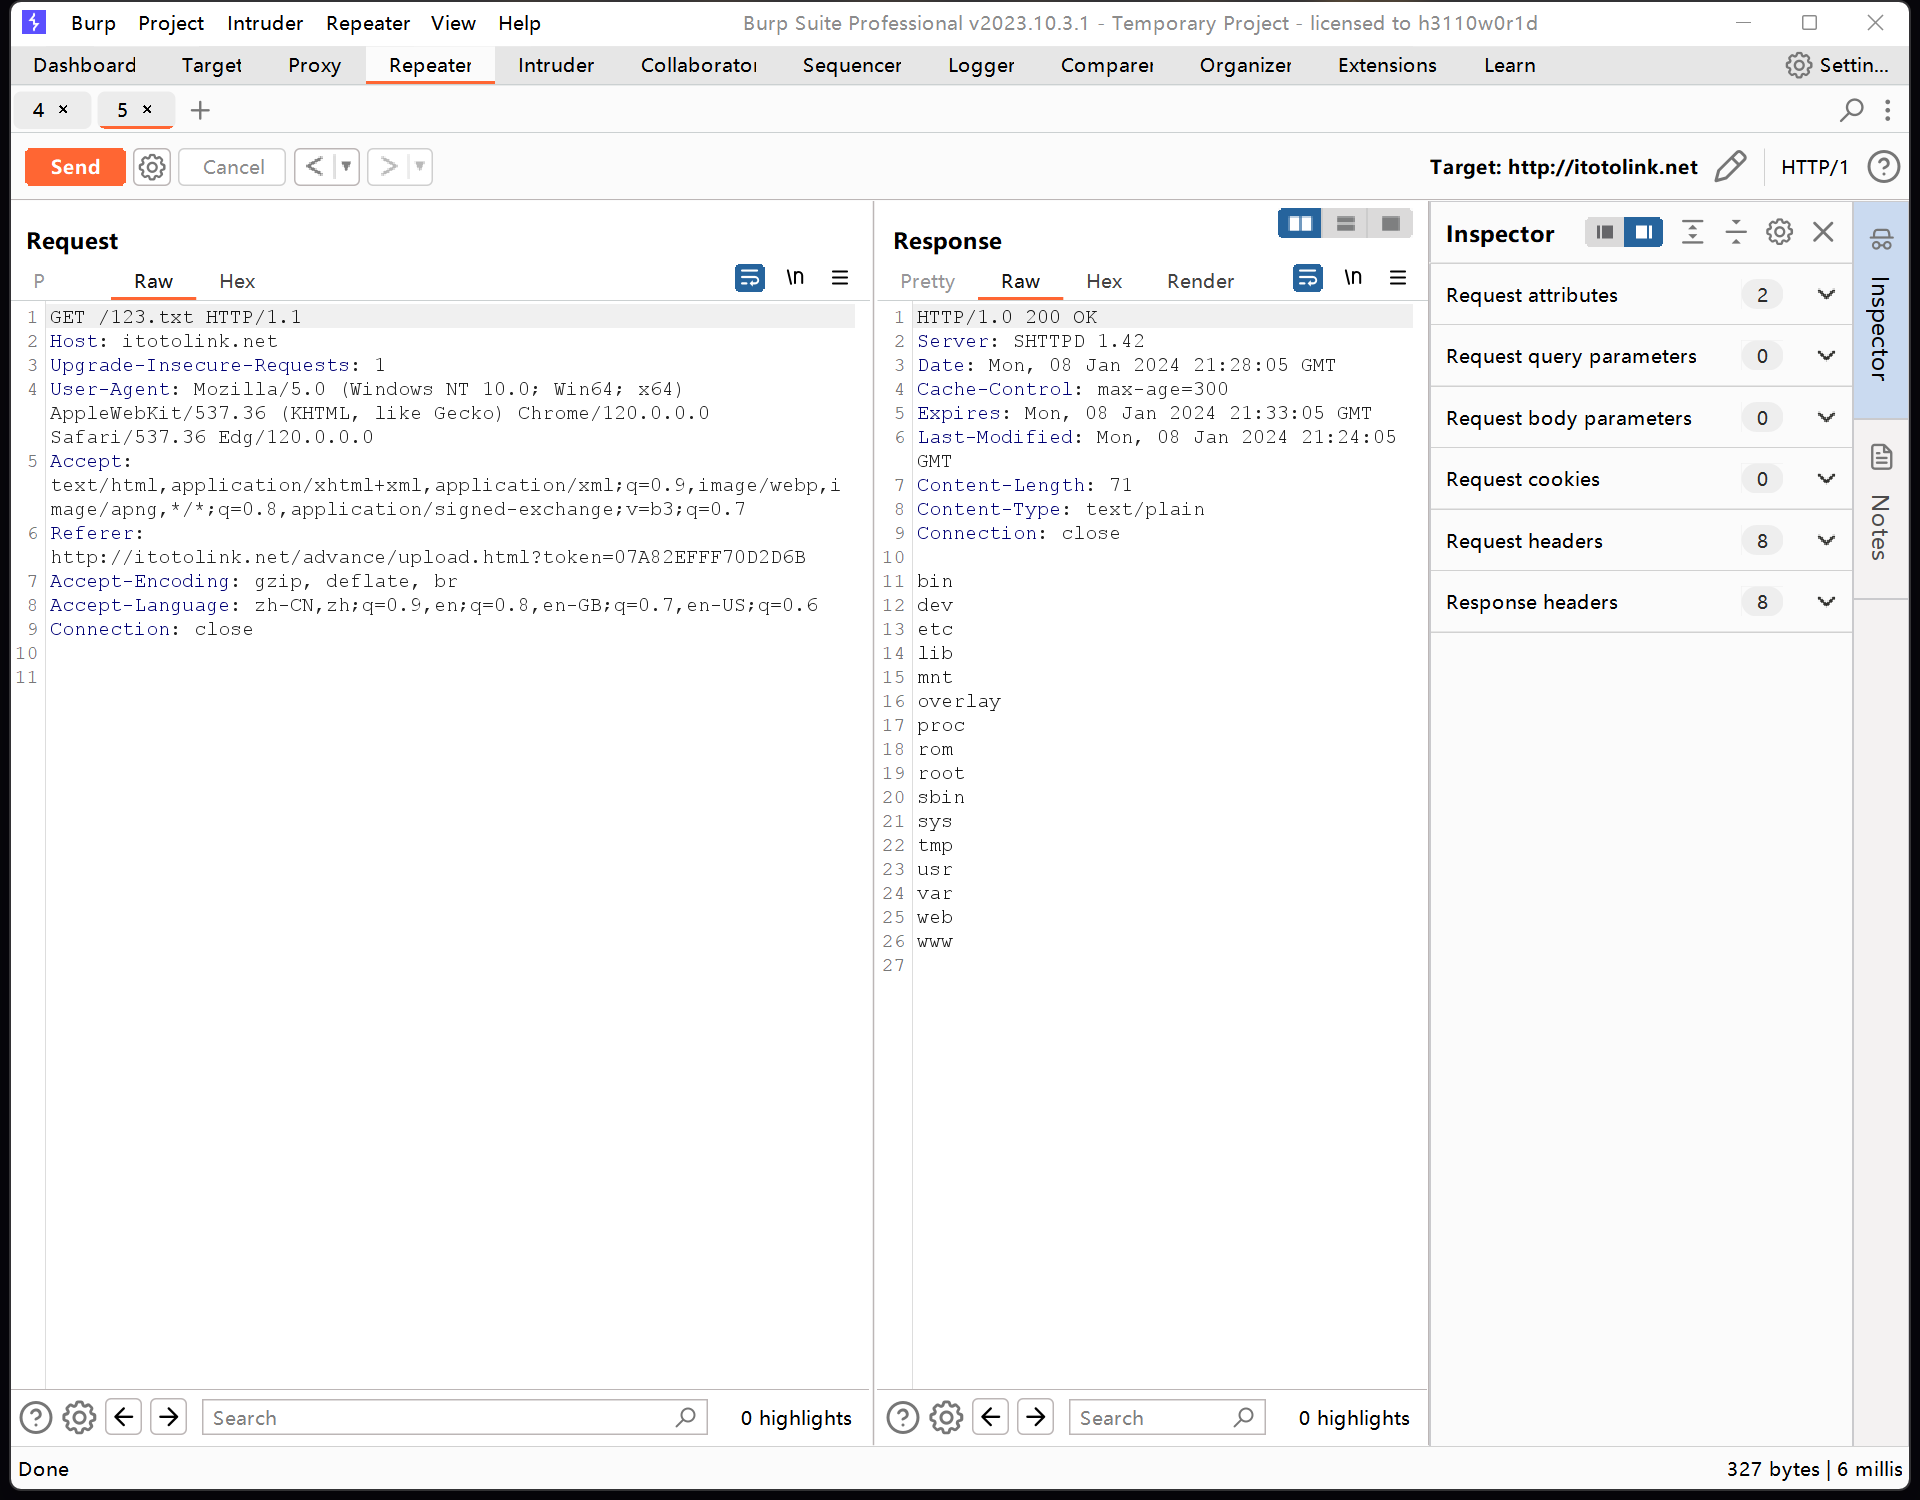 Burp Project Intruder Repeater View Help Burp Suite Professional v2023.10.3.1 - Temporary Project - licensed to h3110w0r1d
Dashboard Target Proxy Repeater Intruder Collaborator Sequencer Logger Comparer Organizer Extensions Learn Settin...
4 × 5 × +
Send Cancel < > Target: http://itotolink.net HTTP/1 ?
Request
P Raw Hex \n
1 GET /123.txt HTTP/1.1
2 Host: itotolink.net
3 Upgrade-Insecure-Requests: 1
4 User-Agent: Mozilla/5.0 (Windows NT 10.0; Win64; x64)
AppleWebKit/537.36 (KHTML, like Gecko) Chrome/120.0.0.0
Safari/537.36 Edg/120.0.0.0
5 Accept:
text/html,application/xhtml+xml,application/xml;q=0.9,image/webp,i
mage/apng,*/*;q=0.8,application/signed-exchange;v=b3;q=0.7
6 Referer:
http://itotolink.net/advance/upload.html?token=07A82EFFF70D2D6B
7 Accept-Encoding: gzip, deflate, br
8 Accept-Language: zh-CN,zh;q=0.9,en;q=0.8,en-GB;q=0.7,en-US;q=0.6
9 Connection: close
10
11
Search 0 highlights
Response
Pretty Raw Hex Render \n
1 HTTP/1.0 200 OK
2 Server: SHTTPD 1.42
3 Date: Mon, 08 Jan 2024 21:28:05 GMT
4 Cache-Control: max-age=300
5 Expires: Mon, 08 Jan 2024 21:33:05 GMT
6 Last-Modified: Mon, 08 Jan 2024 21:24:05
GMT
7 Content-Length: 71
8 Content-Type: text/plain
9 Connection: close
10
11 bin
12 dev
13 etc
14 lib
15 mnt
16 overlay
17 proc
18 rom
19 root
20 sbin
21 sys
22 tmp
23 usr
24 var
25 web
26 www
27
Search 0 highlights
Inspector
Request attributes 2
Request query parameters 0
Request body parameters 0
Request cookies 0
Request headers 8
Response headers 8
Inspector
Notes
Done 327 bytes | 6 millis